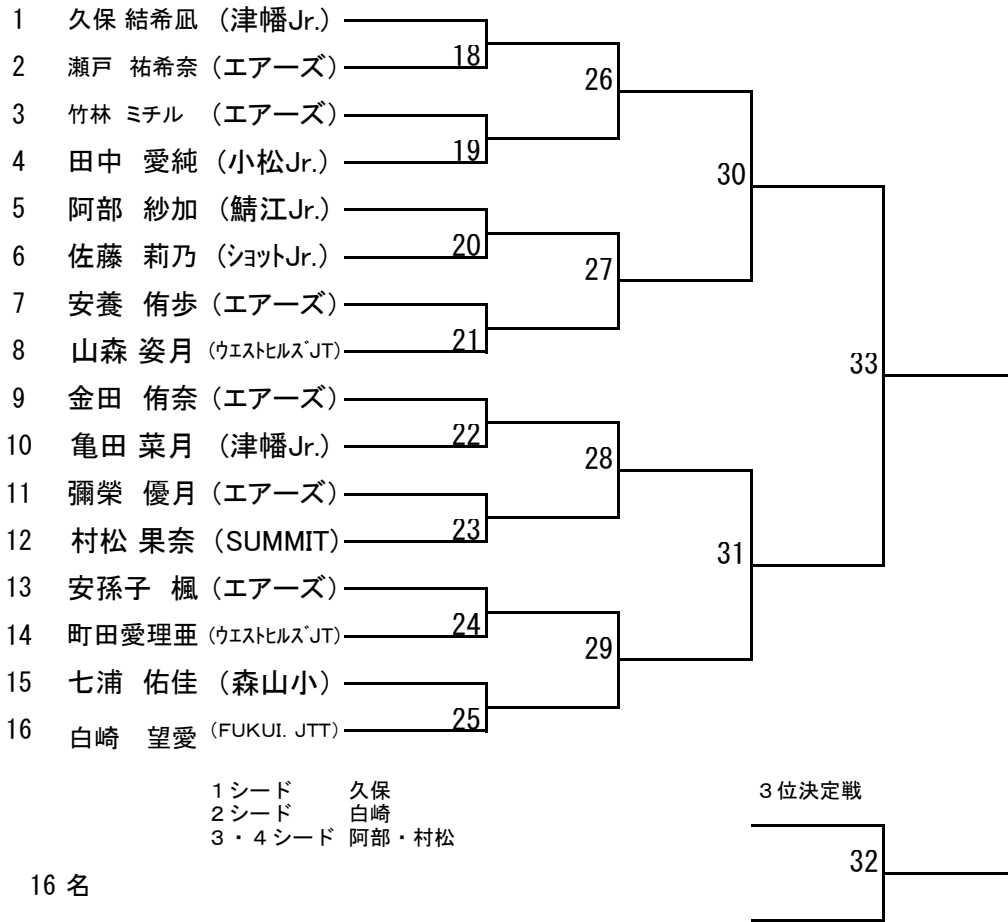 1 久保 結希凪 (津幡Jr.)
18
2 瀬戸 祐希奈 (エアーズ)
26
3 竹林 ミチル (エアーズ)
19
4 田中 愛純 (小松Jr.)
30
5 阿部 紗加 (鯖江Jr.)
20
6 佐藤 莉乃 (ｼｮｯﾄJr.)
27
7 安養 侑歩 (エアーズ)
21
8 山森 姿月 (ｳｴｽﾄﾋﾙｽﾞJT)
33
9 金田 侑奈 (エアーズ)
22
10 亀田 菜月 (津幡Jr.)
28
11 彌榮 優月 (エアーズ)
23
12 村松 果奈 (SUMMIT)
31
13 安孫子 楓 (エアーズ)
24
14 町田愛理亜 (ｳｴｽﾄﾋﾙｽﾞJT)
29
15 七浦 佑佳 (森山小)
25
16 白崎 望愛 (FUKUI. JTT)
1シード 久保
2シード 白崎
3・4シード 阿部・村松
3位決定戦
32
16 名